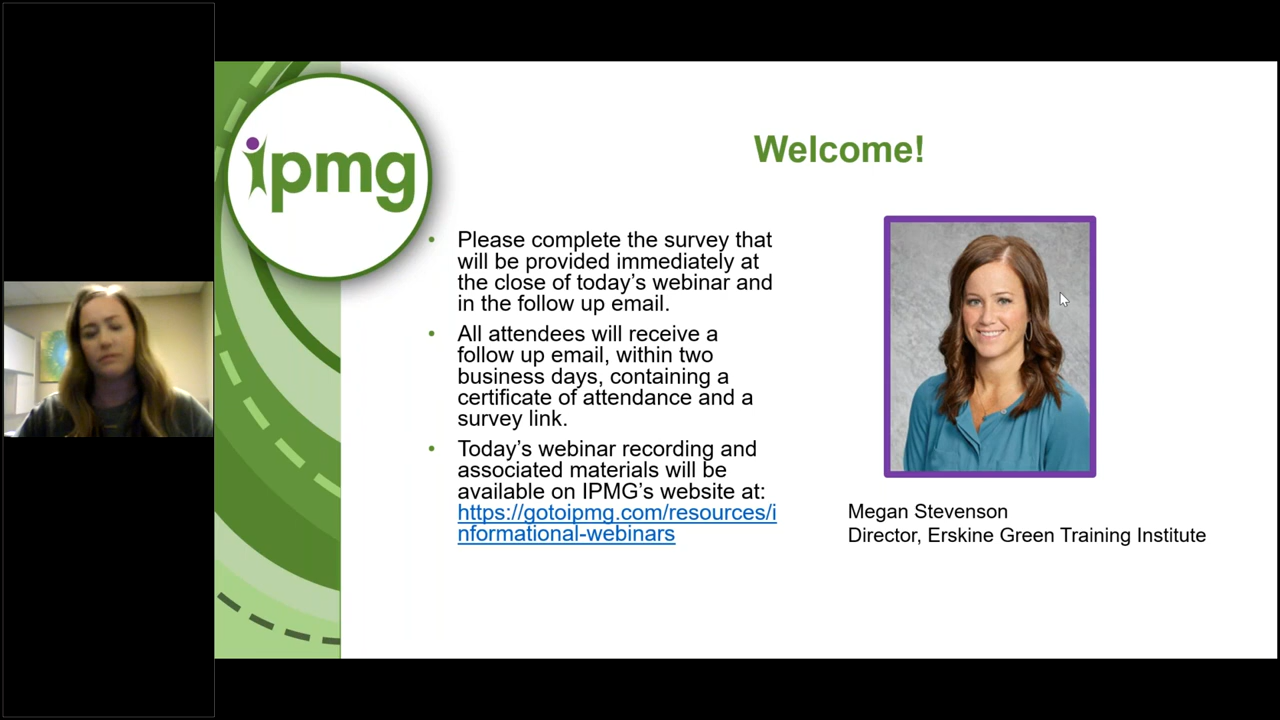 ipmg
Welcome!
• Please complete the survey that
will be provided immediately at
the close of today’s webinar and
in the follow up email.
• All attendees will receive a
follow up email, within two
business days, containing a
certificate of attendance and a
survey link.
• Today’s webinar recording and
associated materials will be
available on IPMG’s website at:
https://gotoipmg.com/resources/i
nformational-webinars
Megan Stevenson
Director, Erskine Green Training Institute